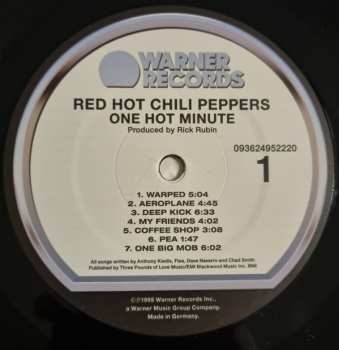 WARNER
RECORDS
RED HOT CHILI PEPPERS
ONE HOT MINUTE
Produced by Rick Rubin
093624952220
1
1. WARPED 5:04
2. AEROPLANE 4:45
3. DEEP KICK 6:33
4. MY FRIENDS 4:02
5. COFFEE SHOP 3:08
6. PEA 1:47
7. ONE BIG MOB 6:02
All songs written by Anthony Kiedis, Flea, Dave Navarro and Chad Smith
Published by Three Pounds of Love Music/EMI Blackwood Music Inc. BMI
©℗1995 Warner Records Inc.,
a Warner Music Group Company.
Made in Germany.